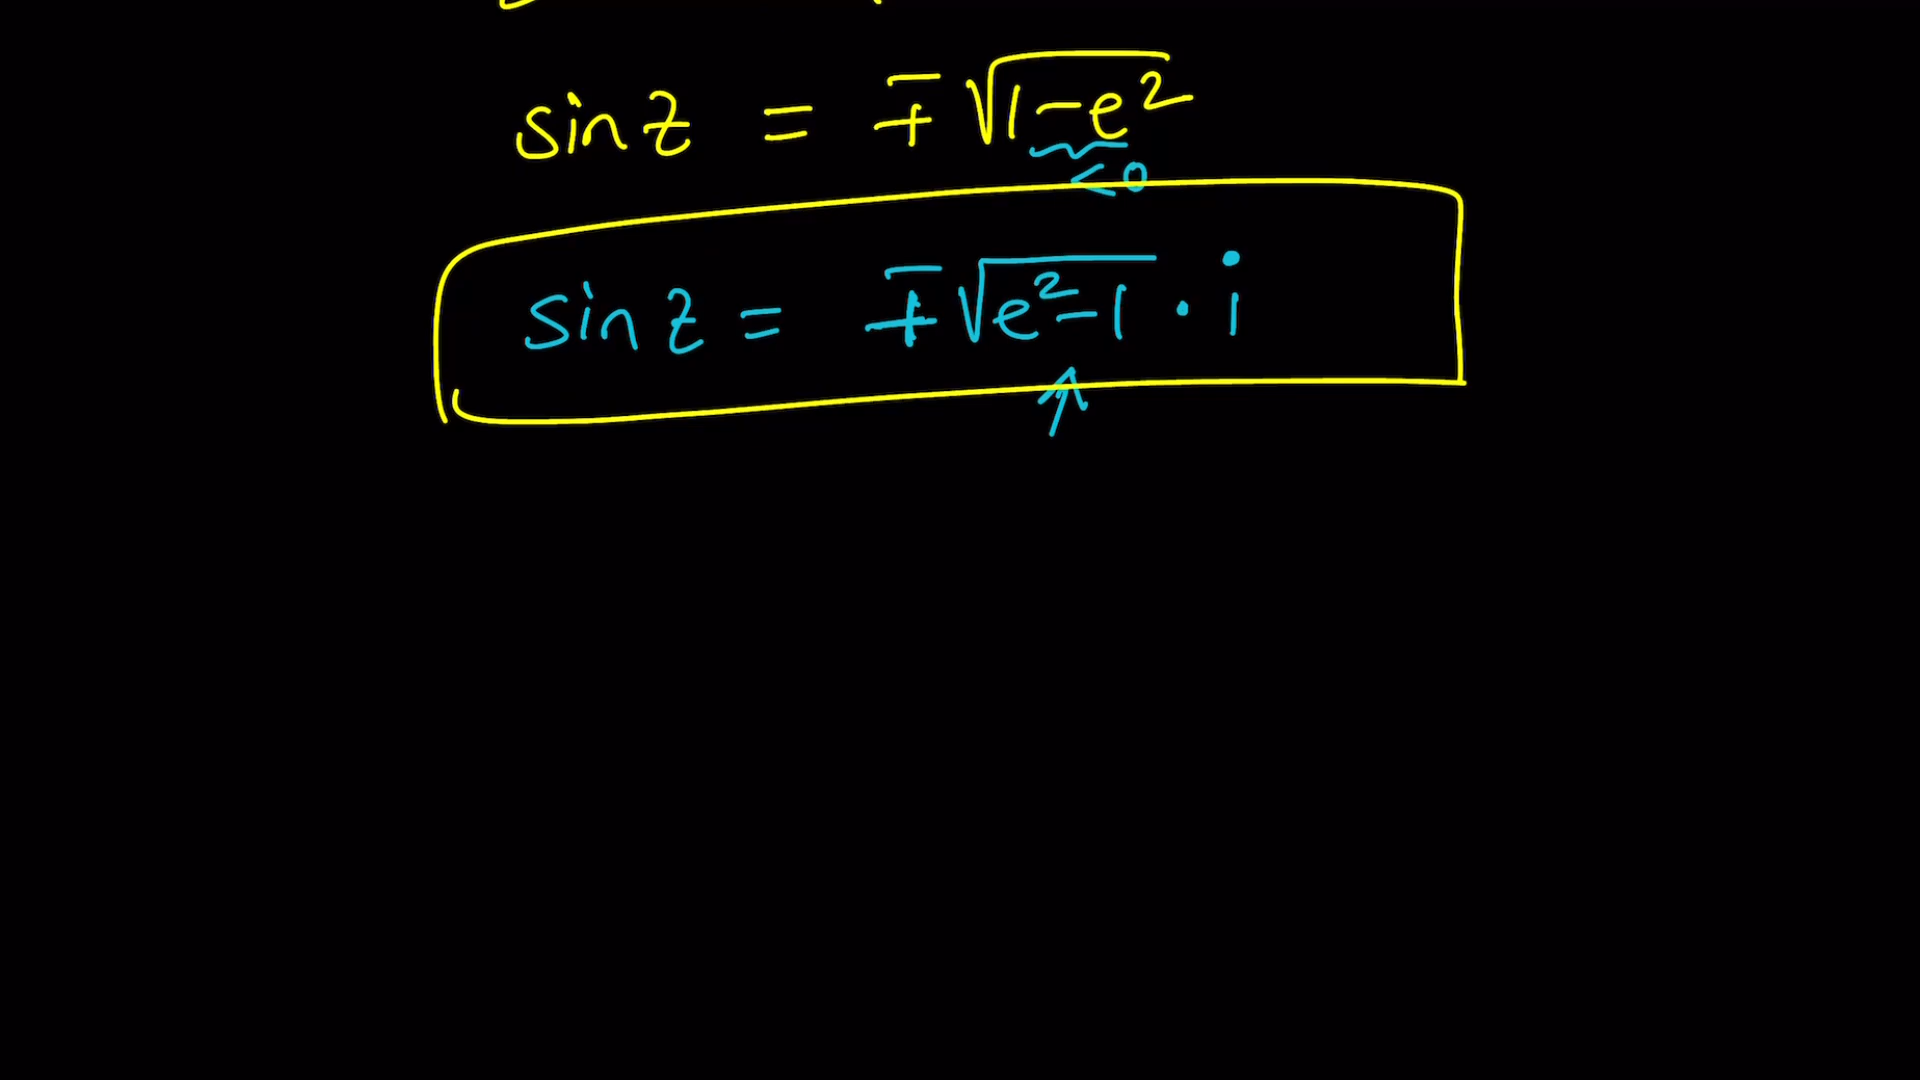 sin z = ∓ √1-e²
<0
sin z = ∓ √e²-1 · i